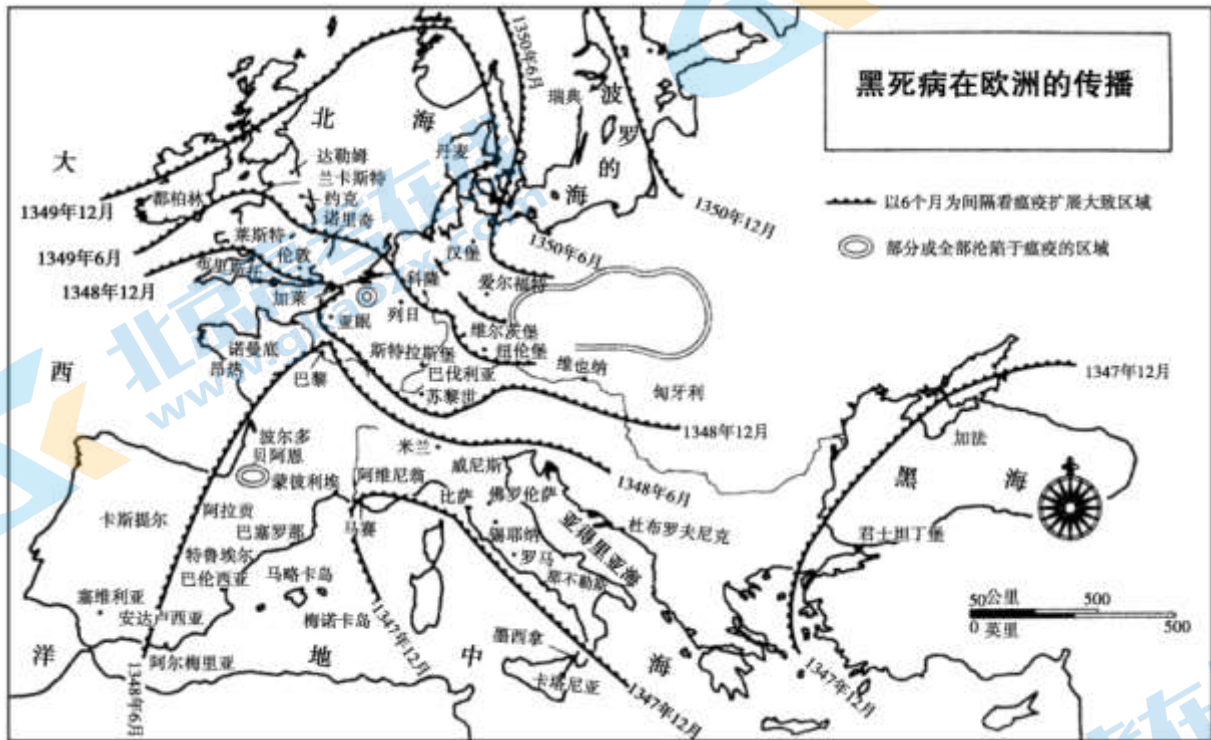 黑死病在欧洲的传播
以6个月为间隔看瘟疫扩展大致区域
部分成全部沦陷于瘟疫的区域
1350年6月
瑞典
波
罗
的
海
北 海
大
西
洋
丹麦
达勒姆
兰卡斯特
约克
诺里奇
都柏林
1349年12月
莱斯特
伦敦
1349年6月
布里斯托
1348年12月
加莱
汉堡
1350年6月
1350年12月
科隆
爱尔福特
列日
亚眠
维尔茨堡
纽伦堡
诺曼底
昂热
巴黎
斯特拉斯堡
巴伐利亚
苏黎世
维也纳
匈牙利
1347年12月
1348年12月
加法
波尔多
贝阿恩
米兰
威尼斯
1348年6月
黑 海
蒙彼利埃
阿维尼翁
比萨
佛罗伦萨
卡斯提尔
阿拉贡
巴塞罗那
马赛
锡耶纳
亚得里亚海
杜布罗夫尼克
君士坦丁堡
特鲁埃尔
罗马
那不勒斯
巴伦西亚
马略卡岛
塞维利亚
安达卢西亚
梅诺卡岛
1347年12月
50 公里 500
0 英里 500
墨西拿
阿尔梅里亚
地 中 海
卡塔尼亚
1348年6月
1347年12月
1347年12月
北京